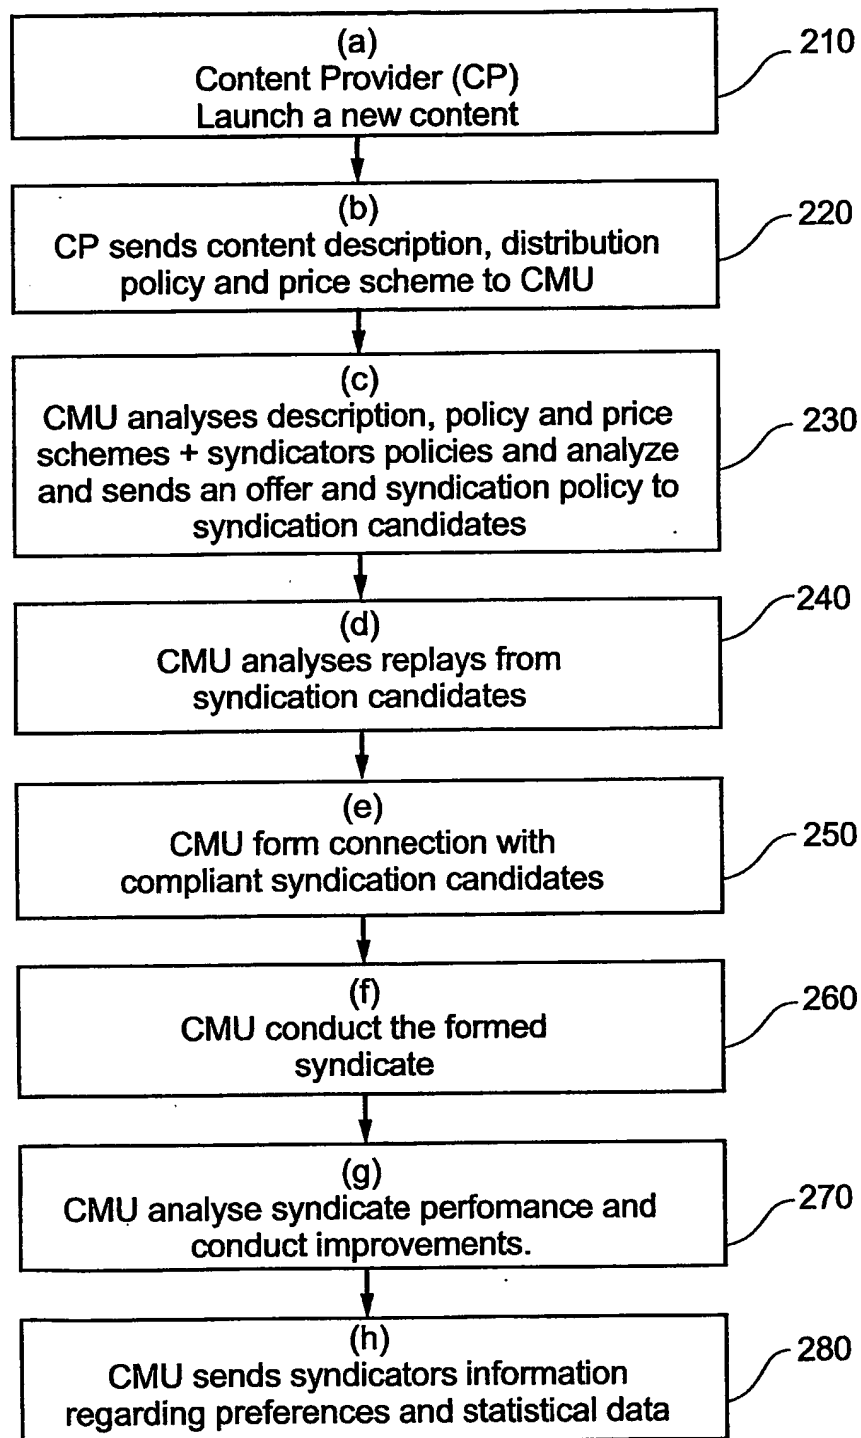 (a)
Content Provider (CP)
Launch a new content
210
(b)
CP sends content description, distribution
policy and price scheme to CMU
220
(c)
CMU analyses description, policy and price
schemes + syndicators policies and analyze
and sends an offer and syndication policy to
syndication candidates
230
(d)
CMU analyses replays from
syndication candidates
240
(e)
CMU form connection with
compliant syndication candidates
250
(f)
CMU conduct the formed
syndicate
260
(g)
CMU analyse syndicate perfomance and
conduct improvements.
270
(h)
CMU sends syndicators information
regarding preferences and statistical data
280